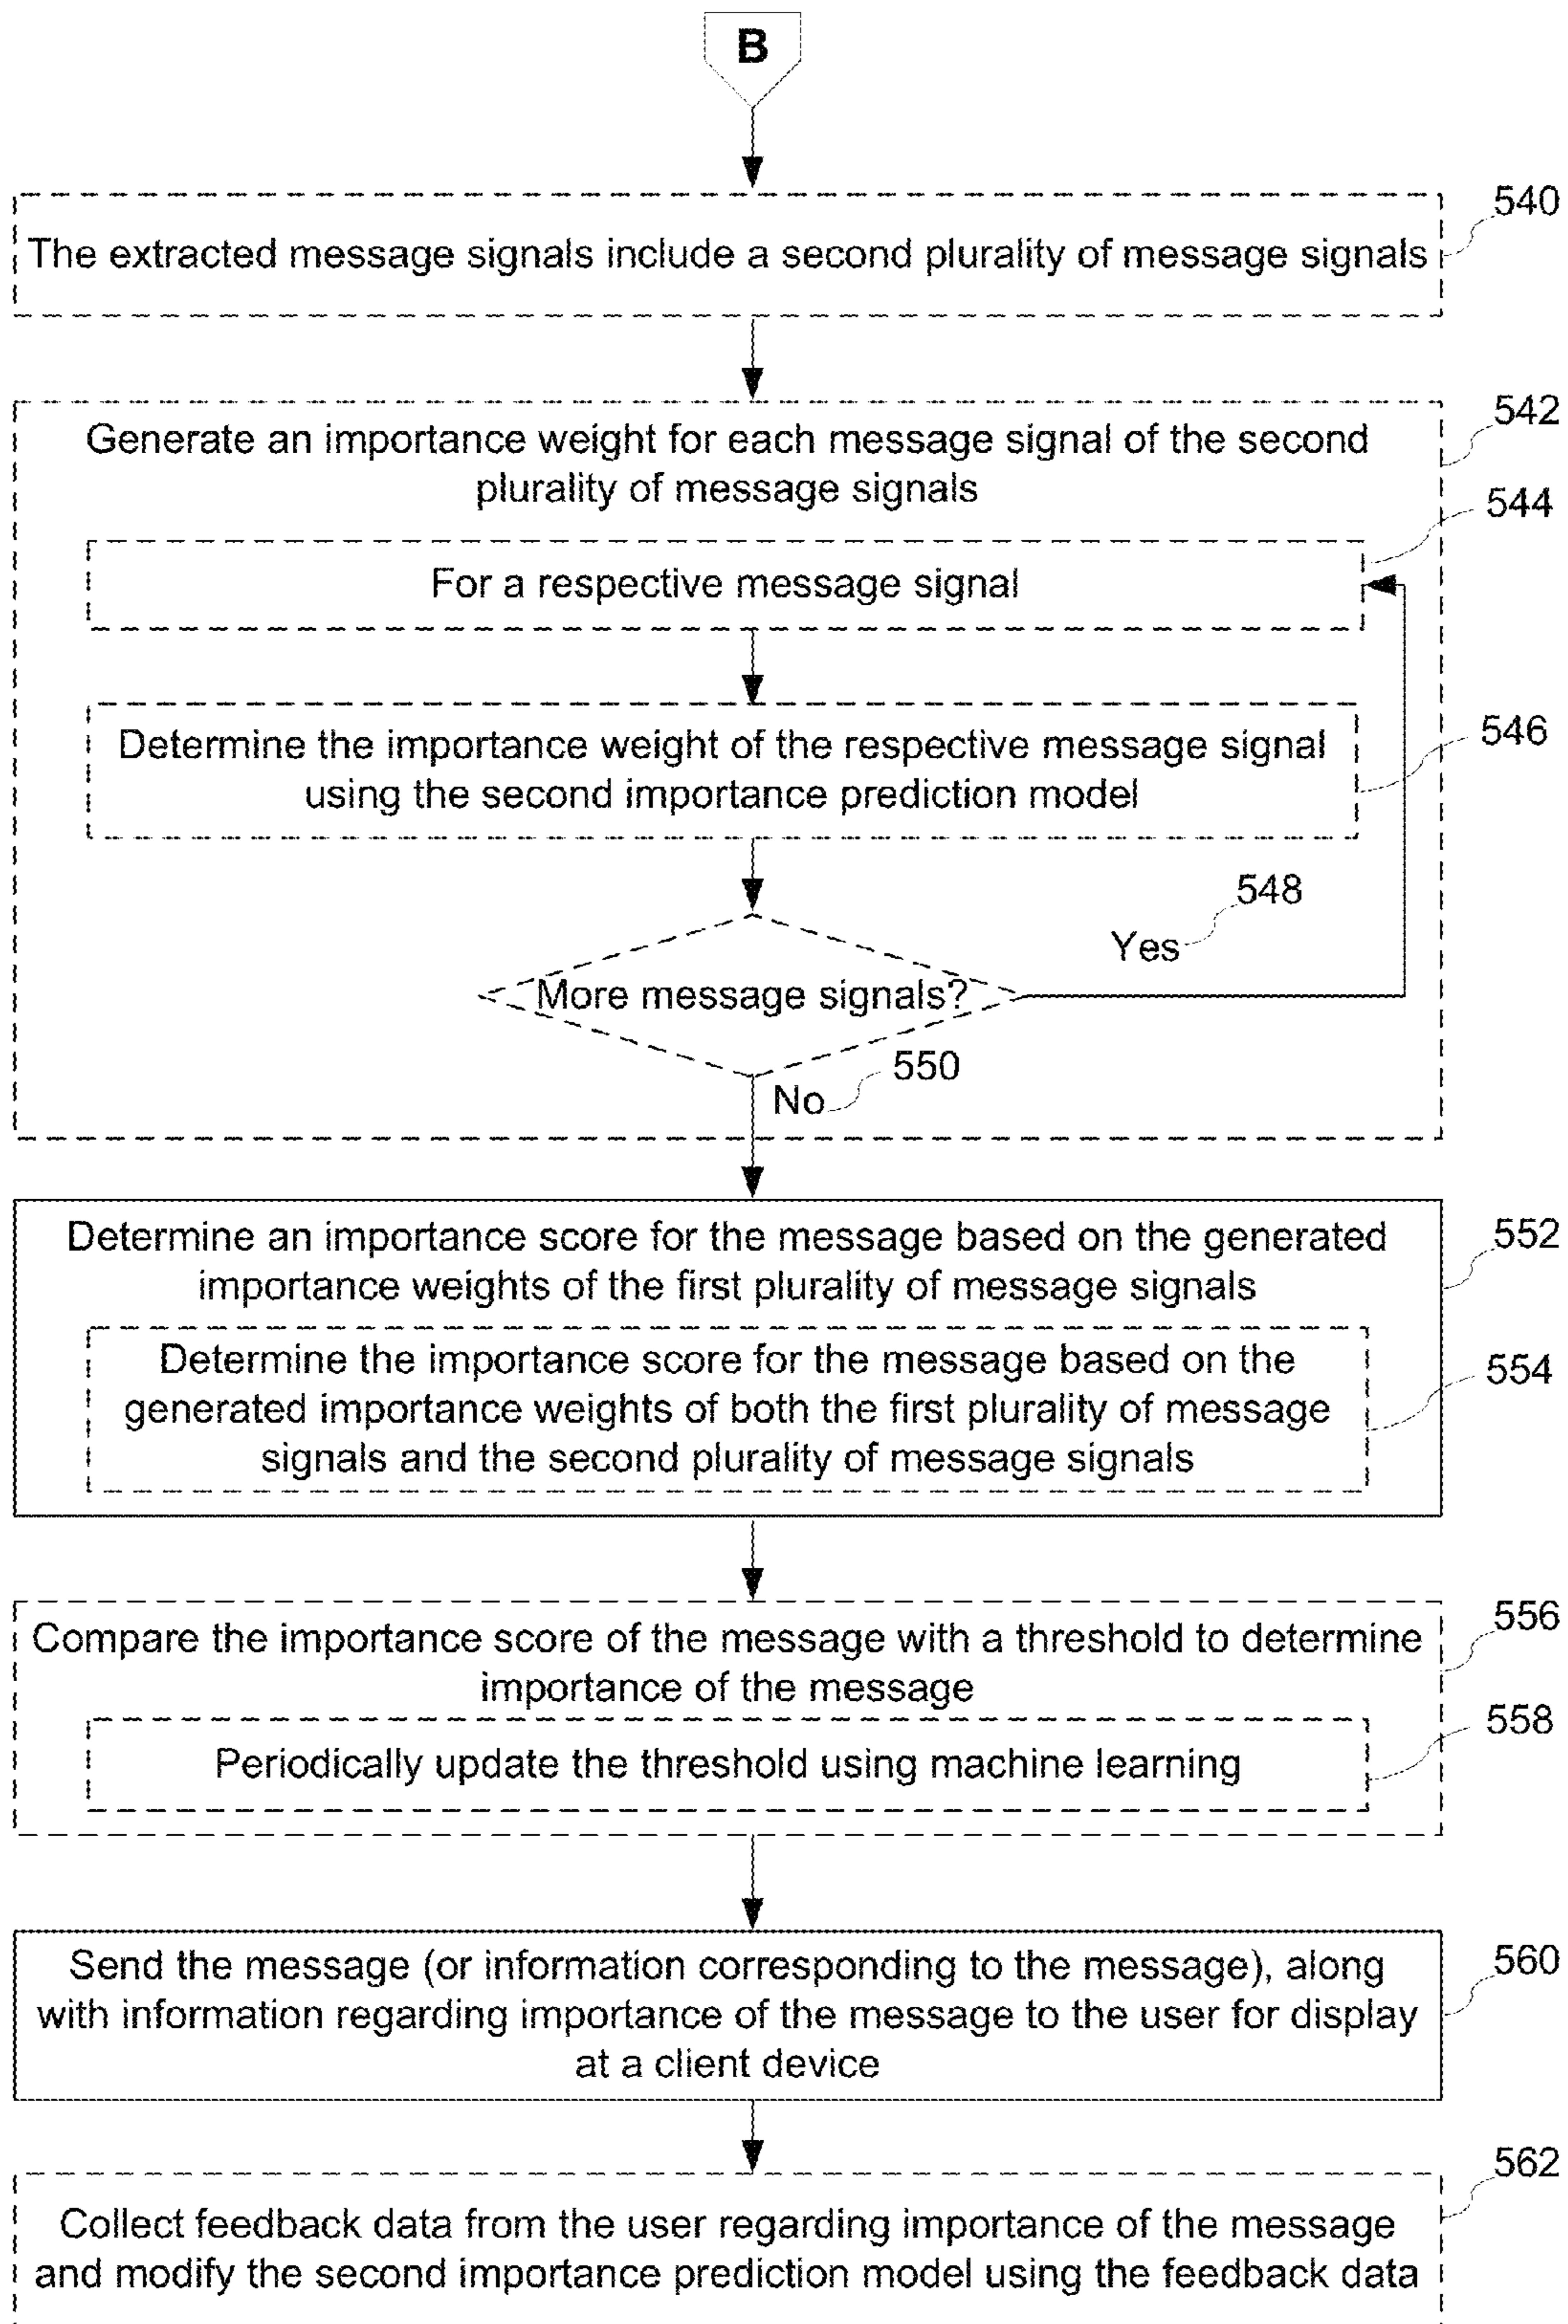 B
540
The extracted message signals include a second plurality of message signals
542
Generate an importance weight for each message signal of the second
plurality of message signals
544
For a respective message signal
546
Determine the importance weight of the respective message signal
using the second importance prediction model
548
Yes
More message signals?
550
No
552
Determine an importance score for the message based on the generated
importance weights of the first plurality of message signals
554
Determine the importance score for the message based on the
generated importance weights of both the first plurality of message
signals and the second plurality of message signals
556
Compare the importance score of the message with a threshold to determine
importance of the message
558
Periodically update the threshold using machine learning
560
Send the message (or information corresponding to the message), along
with information regarding importance of the message to the user for display
at a client device
562
Collect feedback data from the user regarding importance of the message
and modify the second importance prediction model using the feedback data